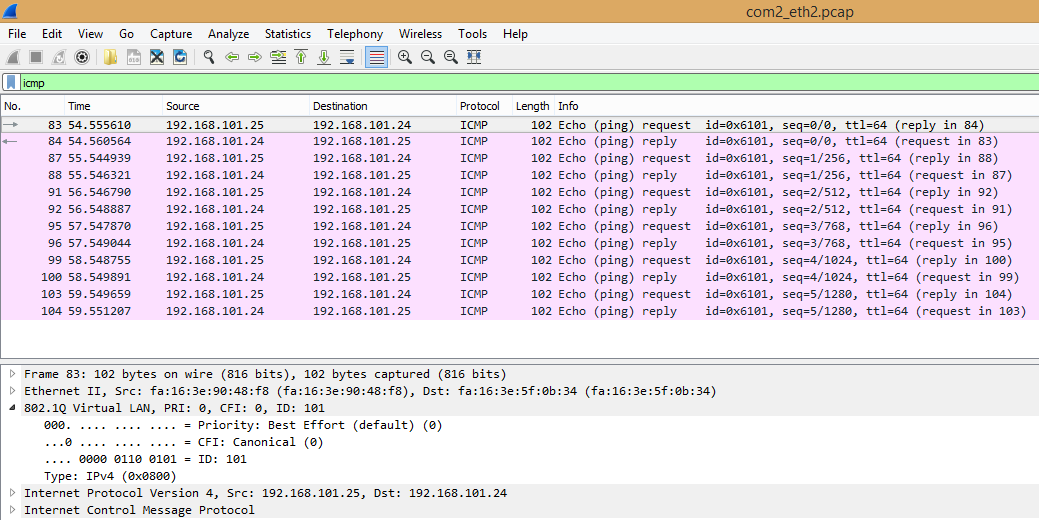 com2_eth2.pcap
File Edit View Go Capture Analyze Statistics Telephony Wireless Tools Help
icmp
No. Time Source Destination Protocol Length Info
83 54.555610 192.168.101.25 192.168.101.24 ICMP 102 Echo (ping) request id=0x6101, seq=0/0, ttl=64 (reply in 84)
84 54.560564 192.168.101.24 192.168.101.25 ICMP 102 Echo (ping) reply id=0x6101, seq=0/0, ttl=64 (request in 83)
87 55.544939 192.168.101.25 192.168.101.24 ICMP 102 Echo (ping) request id=0x6101, seq=1/256, ttl=64 (reply in 88)
88 55.546321 192.168.101.24 192.168.101.25 ICMP 102 Echo (ping) reply id=0x6101, seq=1/256, ttl=64 (request in 87)
91 56.546790 192.168.101.25 192.168.101.24 ICMP 102 Echo (ping) request id=0x6101, seq=2/512, ttl=64 (reply in 92)
92 56.548887 192.168.101.24 192.168.101.25 ICMP 102 Echo (ping) reply id=0x6101, seq=2/512, ttl=64 (request in 91)
95 57.547870 192.168.101.25 192.168.101.24 ICMP 102 Echo (ping) request id=0x6101, seq=3/768, ttl=64 (reply in 96)
96 57.549044 192.168.101.24 192.168.101.25 ICMP 102 Echo (ping) reply id=0x6101, seq=3/768, ttl=64 (request in 95)
99 58.548755 192.168.101.25 192.168.101.24 ICMP 102 Echo (ping) request id=0x6101, seq=4/1024, ttl=64 (reply in 100)
100 58.549891 192.168.101.24 192.168.101.25 ICMP 102 Echo (ping) reply id=0x6101, seq=4/1024, ttl=64 (request in 99)
103 59.549659 192.168.101.25 192.168.101.24 ICMP 102 Echo (ping) request id=0x6101, seq=5/1280, ttl=64 (reply in 104)
104 59.551207 192.168.101.24 192.168.101.25 ICMP 102 Echo (ping) reply id=0x6101, seq=5/1280, ttl=64 (request in 103)
Frame 83: 102 bytes on wire (816 bits), 102 bytes captured (816 bits)
Ethernet II, Src: fa:16:3e:90:48:f8 (fa:16:3e:90:48:f8), Dst: fa:16:3e:5f:0b:34 (fa:16:3e:5f:0b:34)
802.1Q Virtual LAN, PRI: 0, CFI: 0, ID: 101
000. .... .... .... = Priority: Best Effort (default) (0)
...0 .... .... .... = CFI: Canonical (0)
.... 0000 0110 0101 = ID: 101
Type: IPv4 (0x0800)
Internet Protocol Version 4, Src: 192.168.101.25, Dst: 192.168.101.24
Internet Control Message Protocol